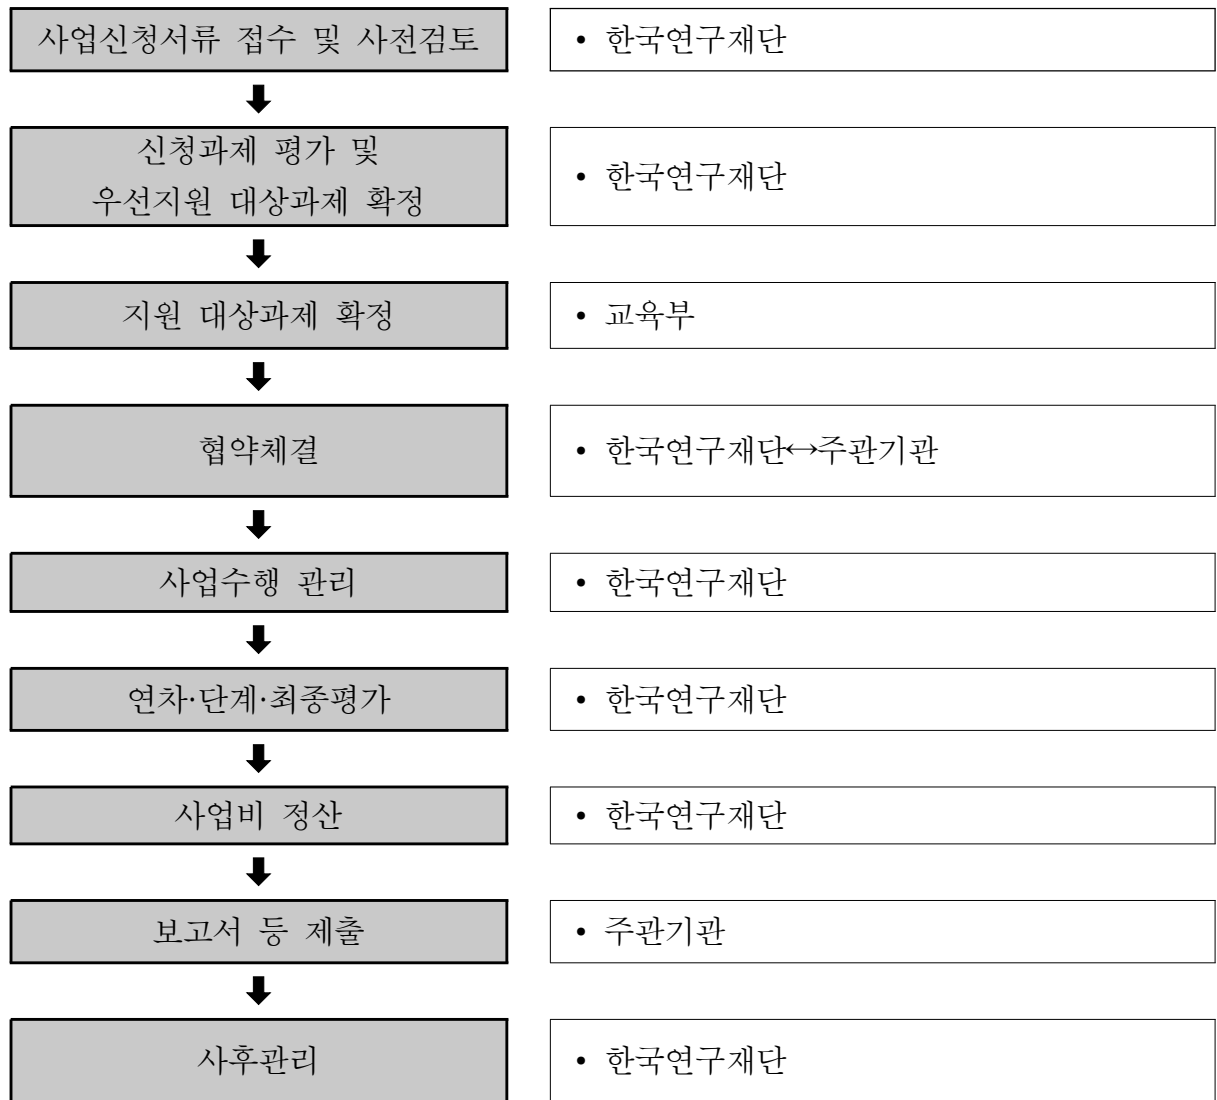 사업신청서류 접수 및 사전검토
• 한국연구재단
신청과제 평가 및
우선지원 대상과제 확정
• 한국연구재단
지원 대상과제 확정
• 교육부
협약체결
• 한국연구재단↔주관기관
사업수행 관리
• 한국연구재단
연차·단계·최종평가
• 한국연구재단
사업비 정산
• 한국연구재단
보고서 등 제출
• 주관기관
사후관리
• 한국연구재단